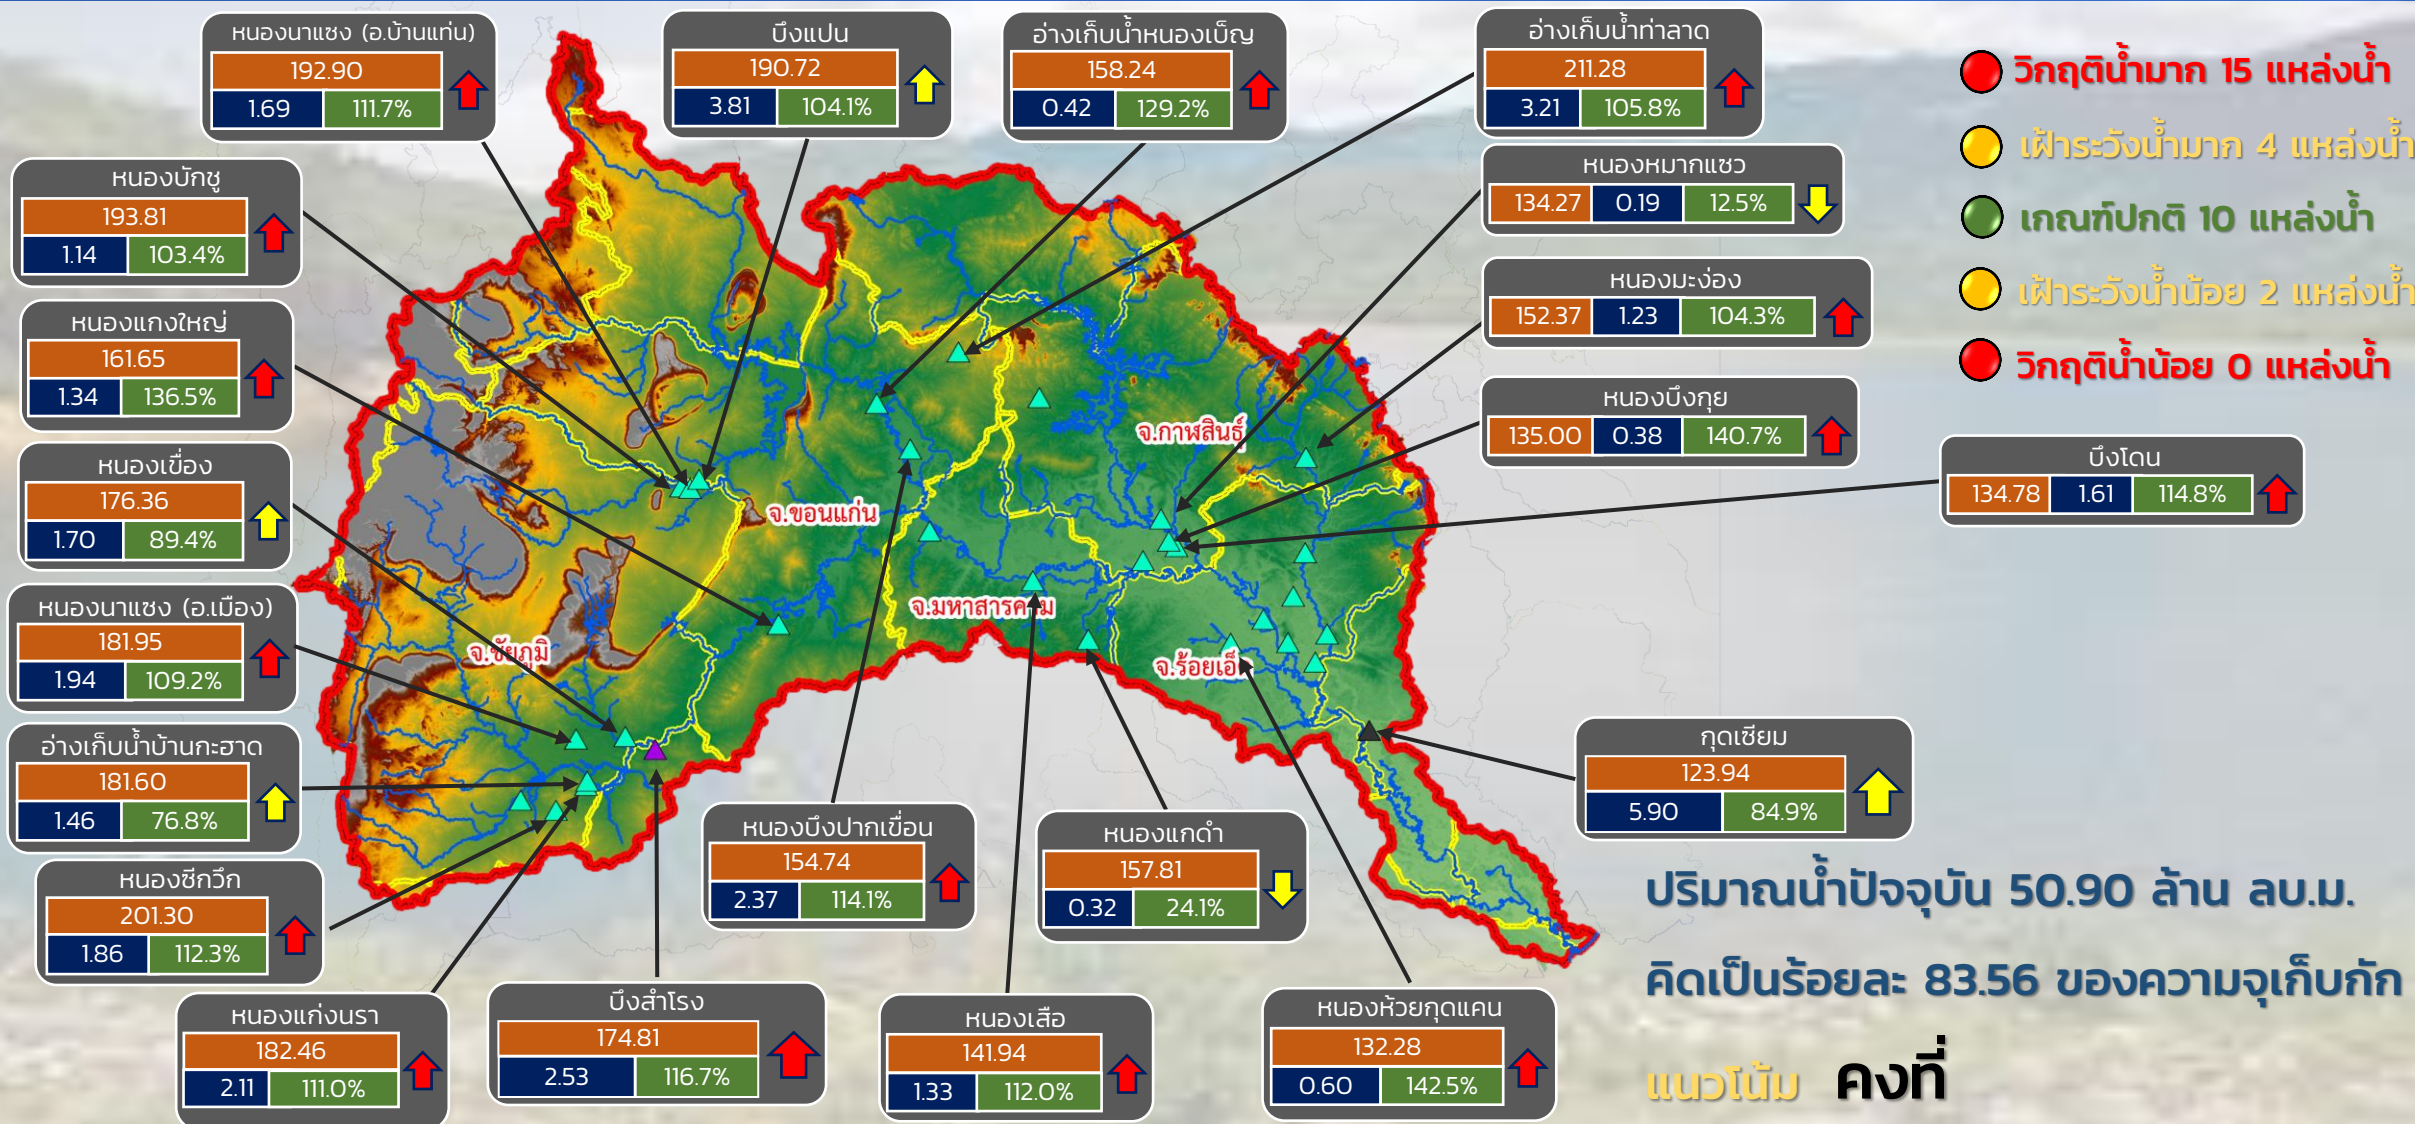 หนองนาแซง (อ.บ้านแท่น)
192.90
1.69 111.7%
บึงแปน
190.72
3.81 104.1%
อ่างเก็บน้ำหนองเบ็ญ
158.24
0.42 129.2%
อ่างเก็บน้ำท่าลาด
211.28
3.21 105.8%
วิกฤติน้ำมาก 15 แหล่งน้ำ
เฝ้าระวังน้ำมาก 4 แหล่งน้ำ
เกณฑ์ปกติ 10 แหล่งน้ำ
เฝ้าระวังน้ำน้อย 2 แหล่งน้ำ
วิกฤติน้ำน้อย 0 แหล่งน้ำ
หนองบักซู
193.81
1.14 103.4%
หนองหมากแซว
134.27 0.19 12.5%
หนองมะง่อง
152.37 1.23 104.3%
หนองแกงใหญ่
161.65
1.34 136.5%
หนองบึงกุย
135.00 0.38 140.7%
บึงโดน
134.78 1.61 114.8%
หนองเขื่อง
176.36
1.70 89.4%
จ.กาฬสินธุ์
จ.ขอนแก่น
จ.มหาสารคาม
จ.ชัยภูมิ
จ.ร้อยเอ็ด
หนองนาแซง (อ.เมือง)
181.95
1.94 109.2%
อ่างเก็บน้ำบ้านกะฮาด
181.60
1.46 76.8%
กุดเซียม
123.94
5.90 84.9%
หนองบึงปากเขื่อน
154.74
2.37 114.1%
หนองแกดำ
157.81
0.32 24.1%
หนองซีกวึก
201.30
1.86 112.3%
หนองแก่งนรา
182.46
2.11 111.0%
บึงสำโรง
174.81
2.53 116.7%
หนองเสือ
141.94
1.33 112.0%
หนองห้วยกุดแคน
132.28
0.60 142.5%
ปริมาณน้ำปัจจุบัน 50.90 ล้าน ลบ.ม.
คิดเป็นร้อยละ 83.56 ของความจุเก็บกัก
แนวโน้ม คงที่